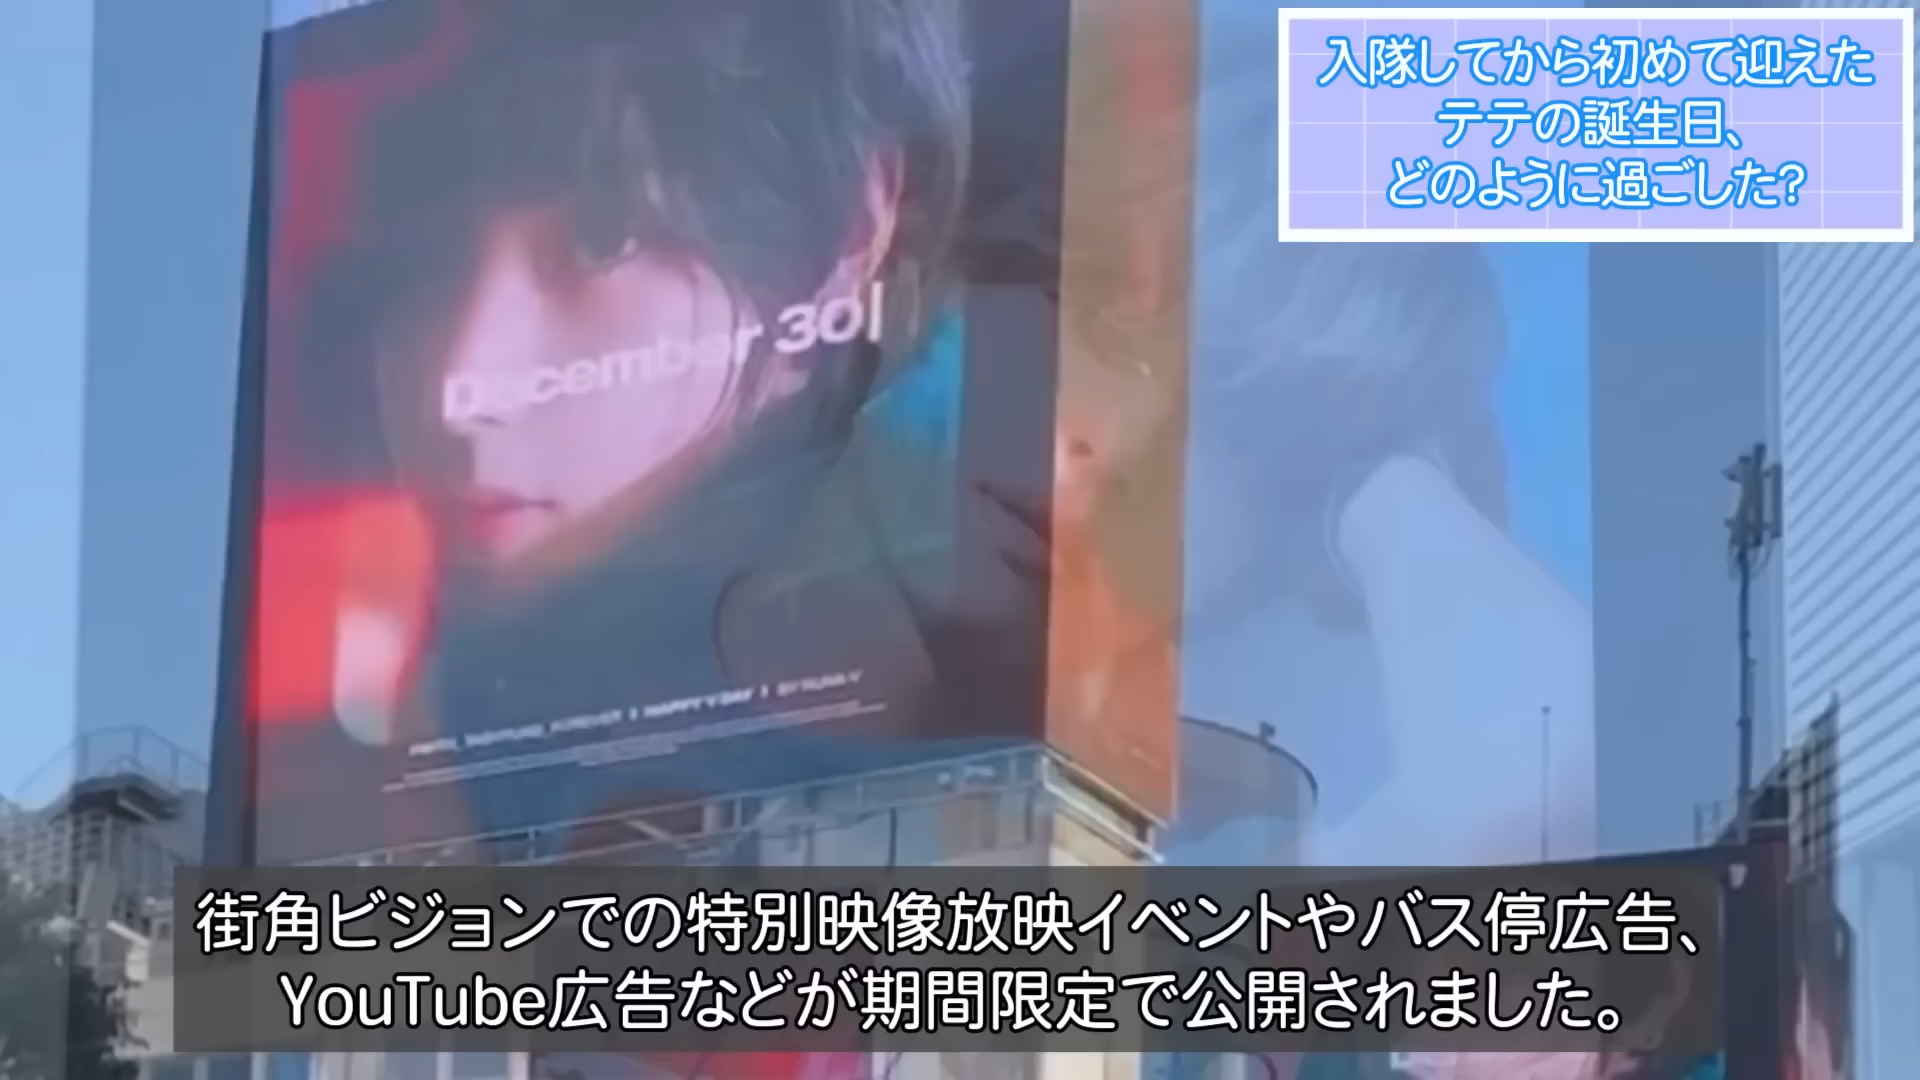 入隊してから初めて迎えた
テテの誕生日、
どのように過ごした?
December 30
街角ビジョンでの特別映像放映イベントやバス停広告、
YouTube広告などが期間限定で公開されました。